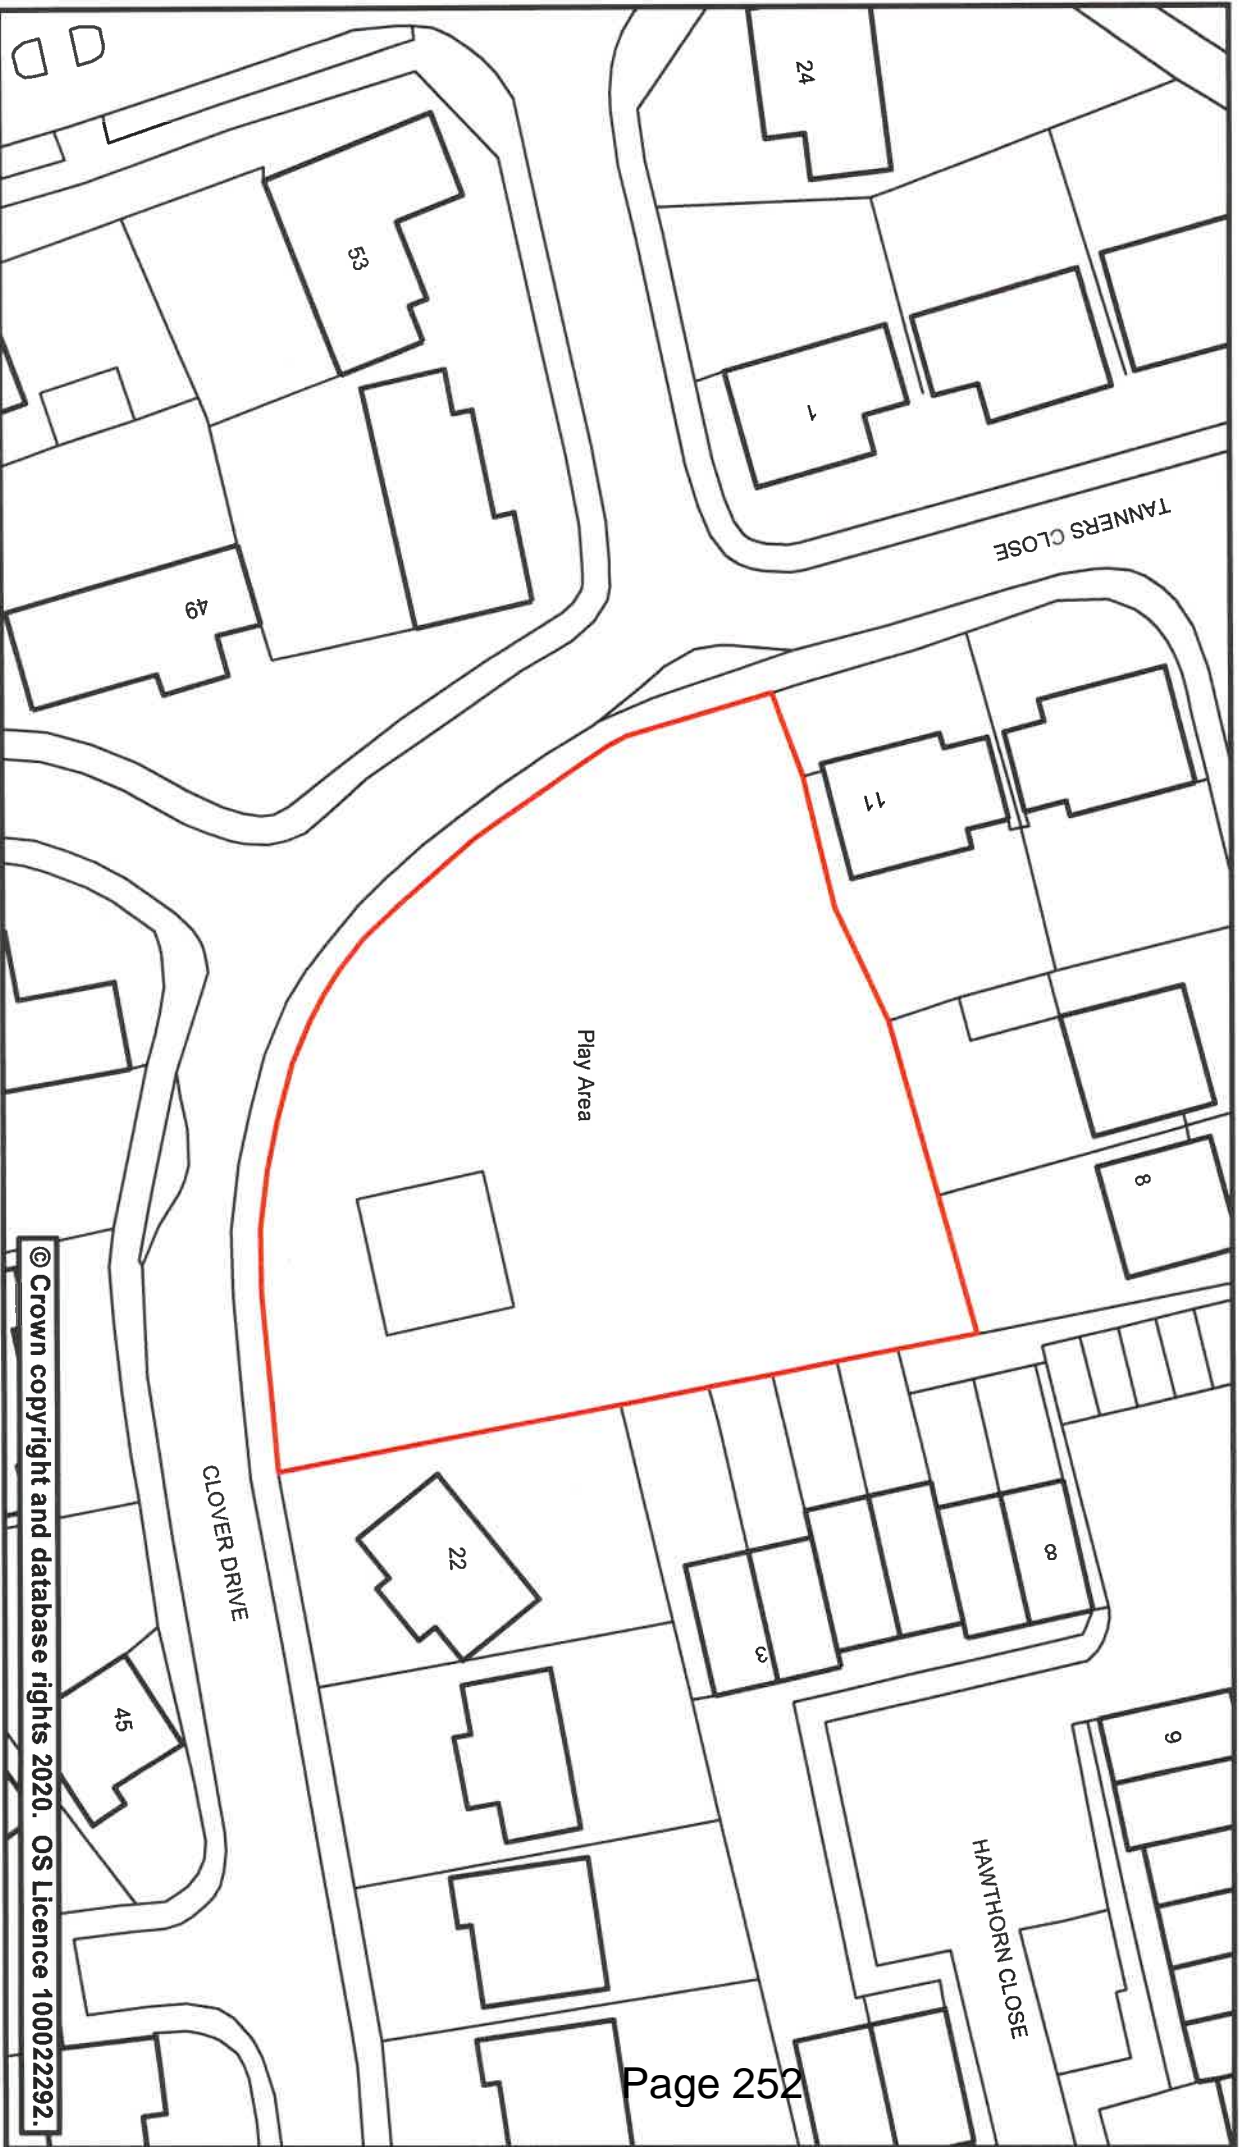 24
53
1
TANNERS CLOSE
49
11
Play Area
8
22
CLOVER DRIVE
8
3
45
9
HAWTHORN CLOSE
© Crown copyright and database rights 2020. OS Licence 100022292.
Page 252